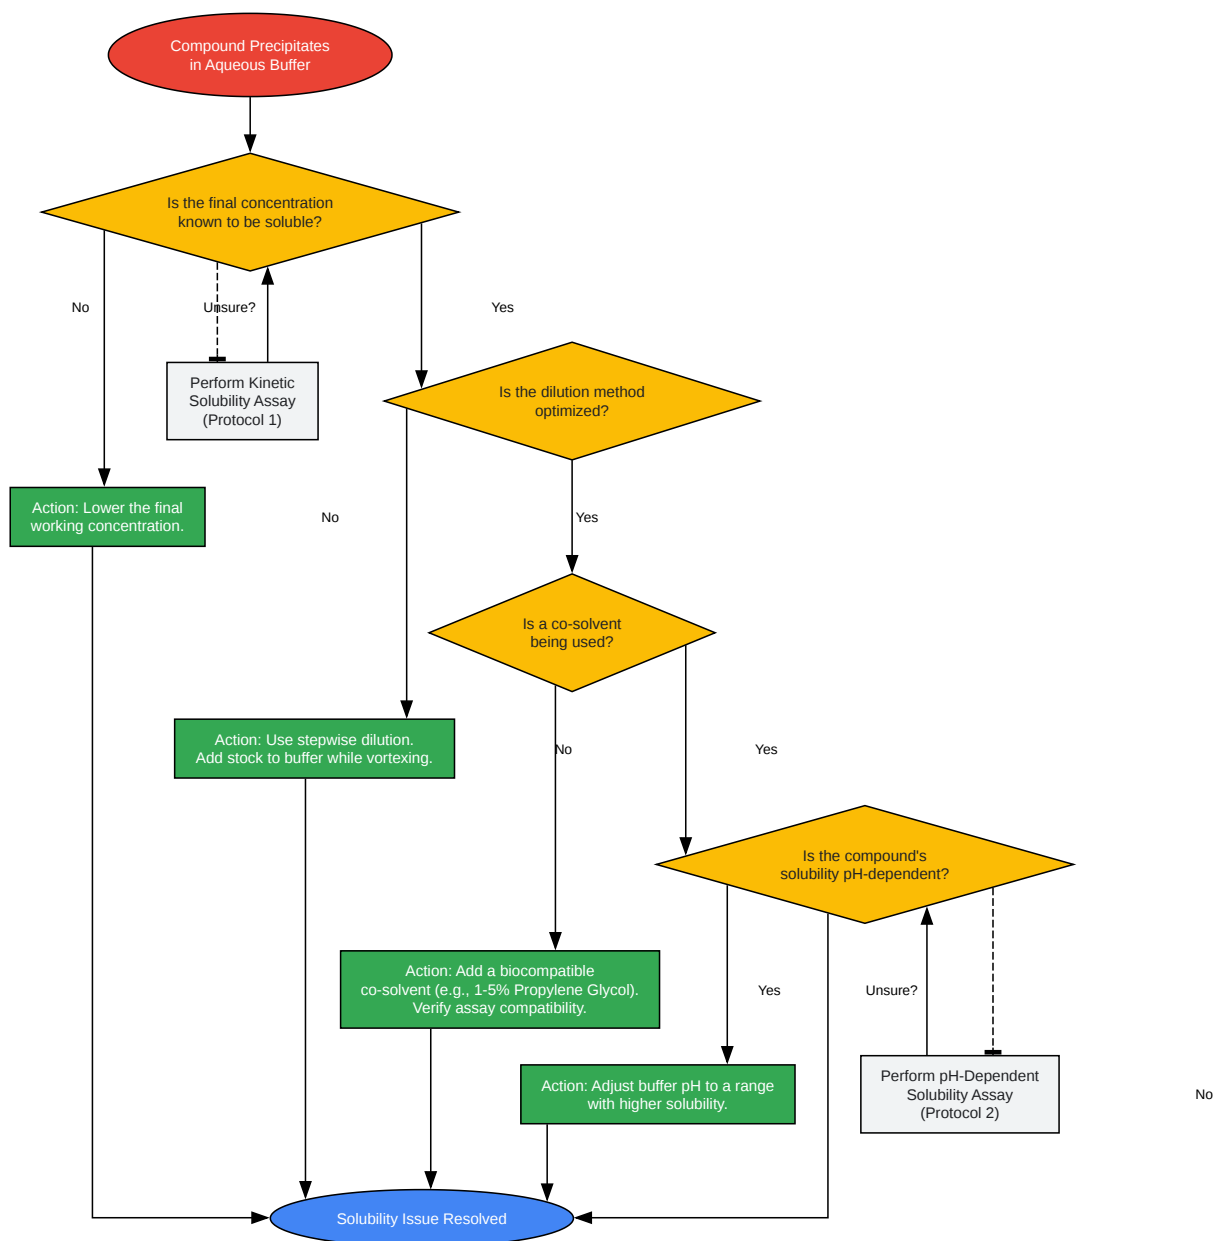 Compound Precipitates
in Aqueous Buffer
Is the final concentration
known to be soluble?
No
Unsure?
Yes
Perform Kinetic
Solubility Assay
(Protocol 1)
Is the dilution method
optimized?
Action: Lower the final
working concentration.
No
Yes
Is a co-solvent
being used?
Action: Use stepwise dilution.
Add stock to buffer while vortexing.
No
Yes
Is the compound's
solubility pH-dependent?
Action: Add a biocompatible
co-solvent (e.g., 1-5% Propylene Glycol).
Verify assay compatibility.
Yes
Unsure?
Action: Adjust buffer pH to a range
with higher solubility.
Perform pH-Dependent
Solubility Assay
(Protocol 2)
No
Solubility Issue Resolved